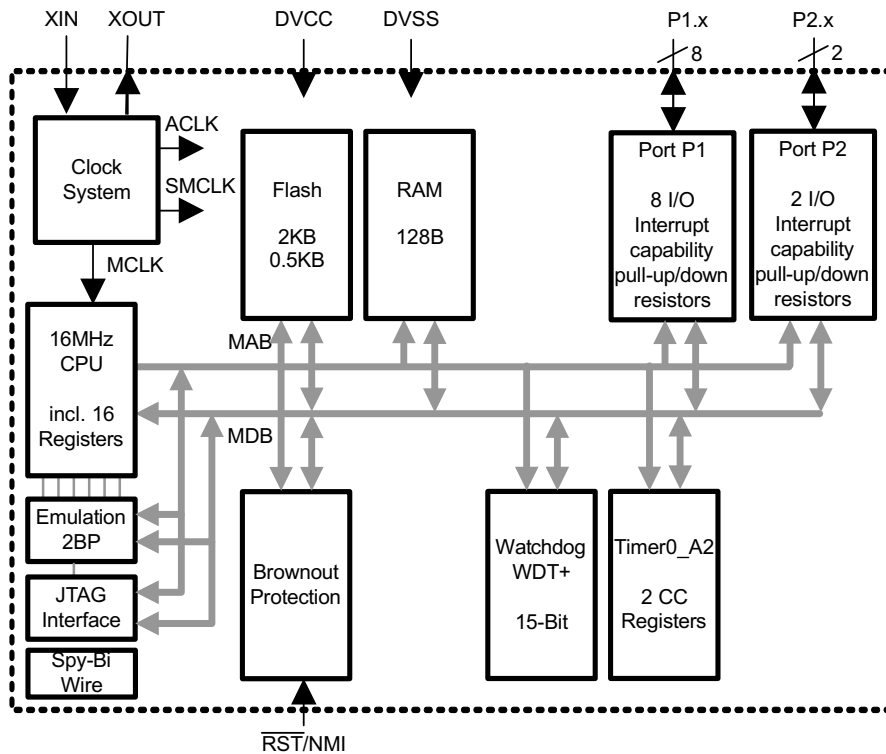 XIN
XOUT
DVCC
DVSS
P1.x
P2.x
8
2
ACLK
SMCLK
MCLK
Clock
System
Flash
2KB
0.5KB
RAM
128B
Port P1
8 I/O
Interrupt
capability
pull-up/down
resistors
Port P2
2 I/O
Interrupt
capability
pull-up/down
resistors
16MHz
CPU
incl. 16
Registers
MAB
MDB
Emulation
2BP
JTAG
Interface
Spy-Bi
Wire
Brownout
Protection
Watchdog
WDT+
15-Bit
Timer0_A2
2 CC
Registers
RST/NMI